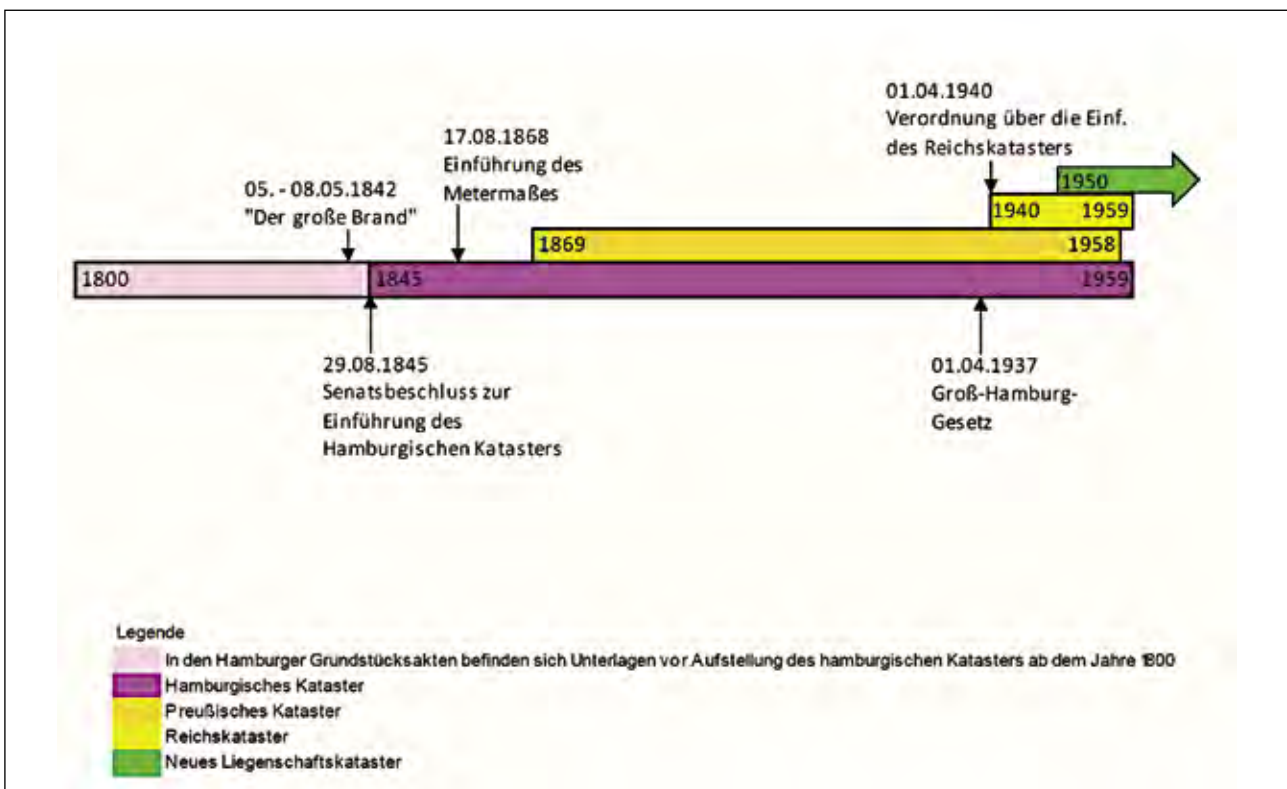 01.04.1940
Verordnung über die Einf.
des Reichskatasters
17.08.1868
Einführung des
Metermaßes
05. - 08.05.1842
"Der große Brand"
1950
1940 1959
1869 1958
1800 1845 1959
29.08.1845
Senatsbeschluss zur
Einführung des
Hamburgischen Katasters
01.04.1937
Groß-Hamburg-
Gesetz
Legende
In den Hamburger Grundstücksakten befinden sich Unterlagen vor Aufstellung des hamburgischen Katasters ab dem Jahre 1800
Hamburgisches Kataster
Preußisches Kataster
Reichskataster
Neues Liegenschaftskataster